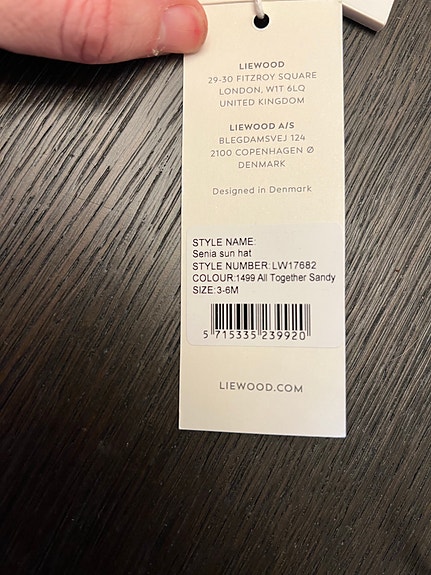 LIEWOOD
29-30 FITZROY SQUARE
LONDON, W1T 6LQ
UNITED KINGDOM
LIEWOOD A/S
BLEGDAMSVEJ 124
2100 COPENHAGEN Ø
DENMARK
Designed in Denmark
STYLE NAME:
Senia sun hat
STYLE NUMBER:LW17682
COLOUR:1499 All Together Sandy
SIZE:3-6M
5 715335 239920
LIEWOOD.COM